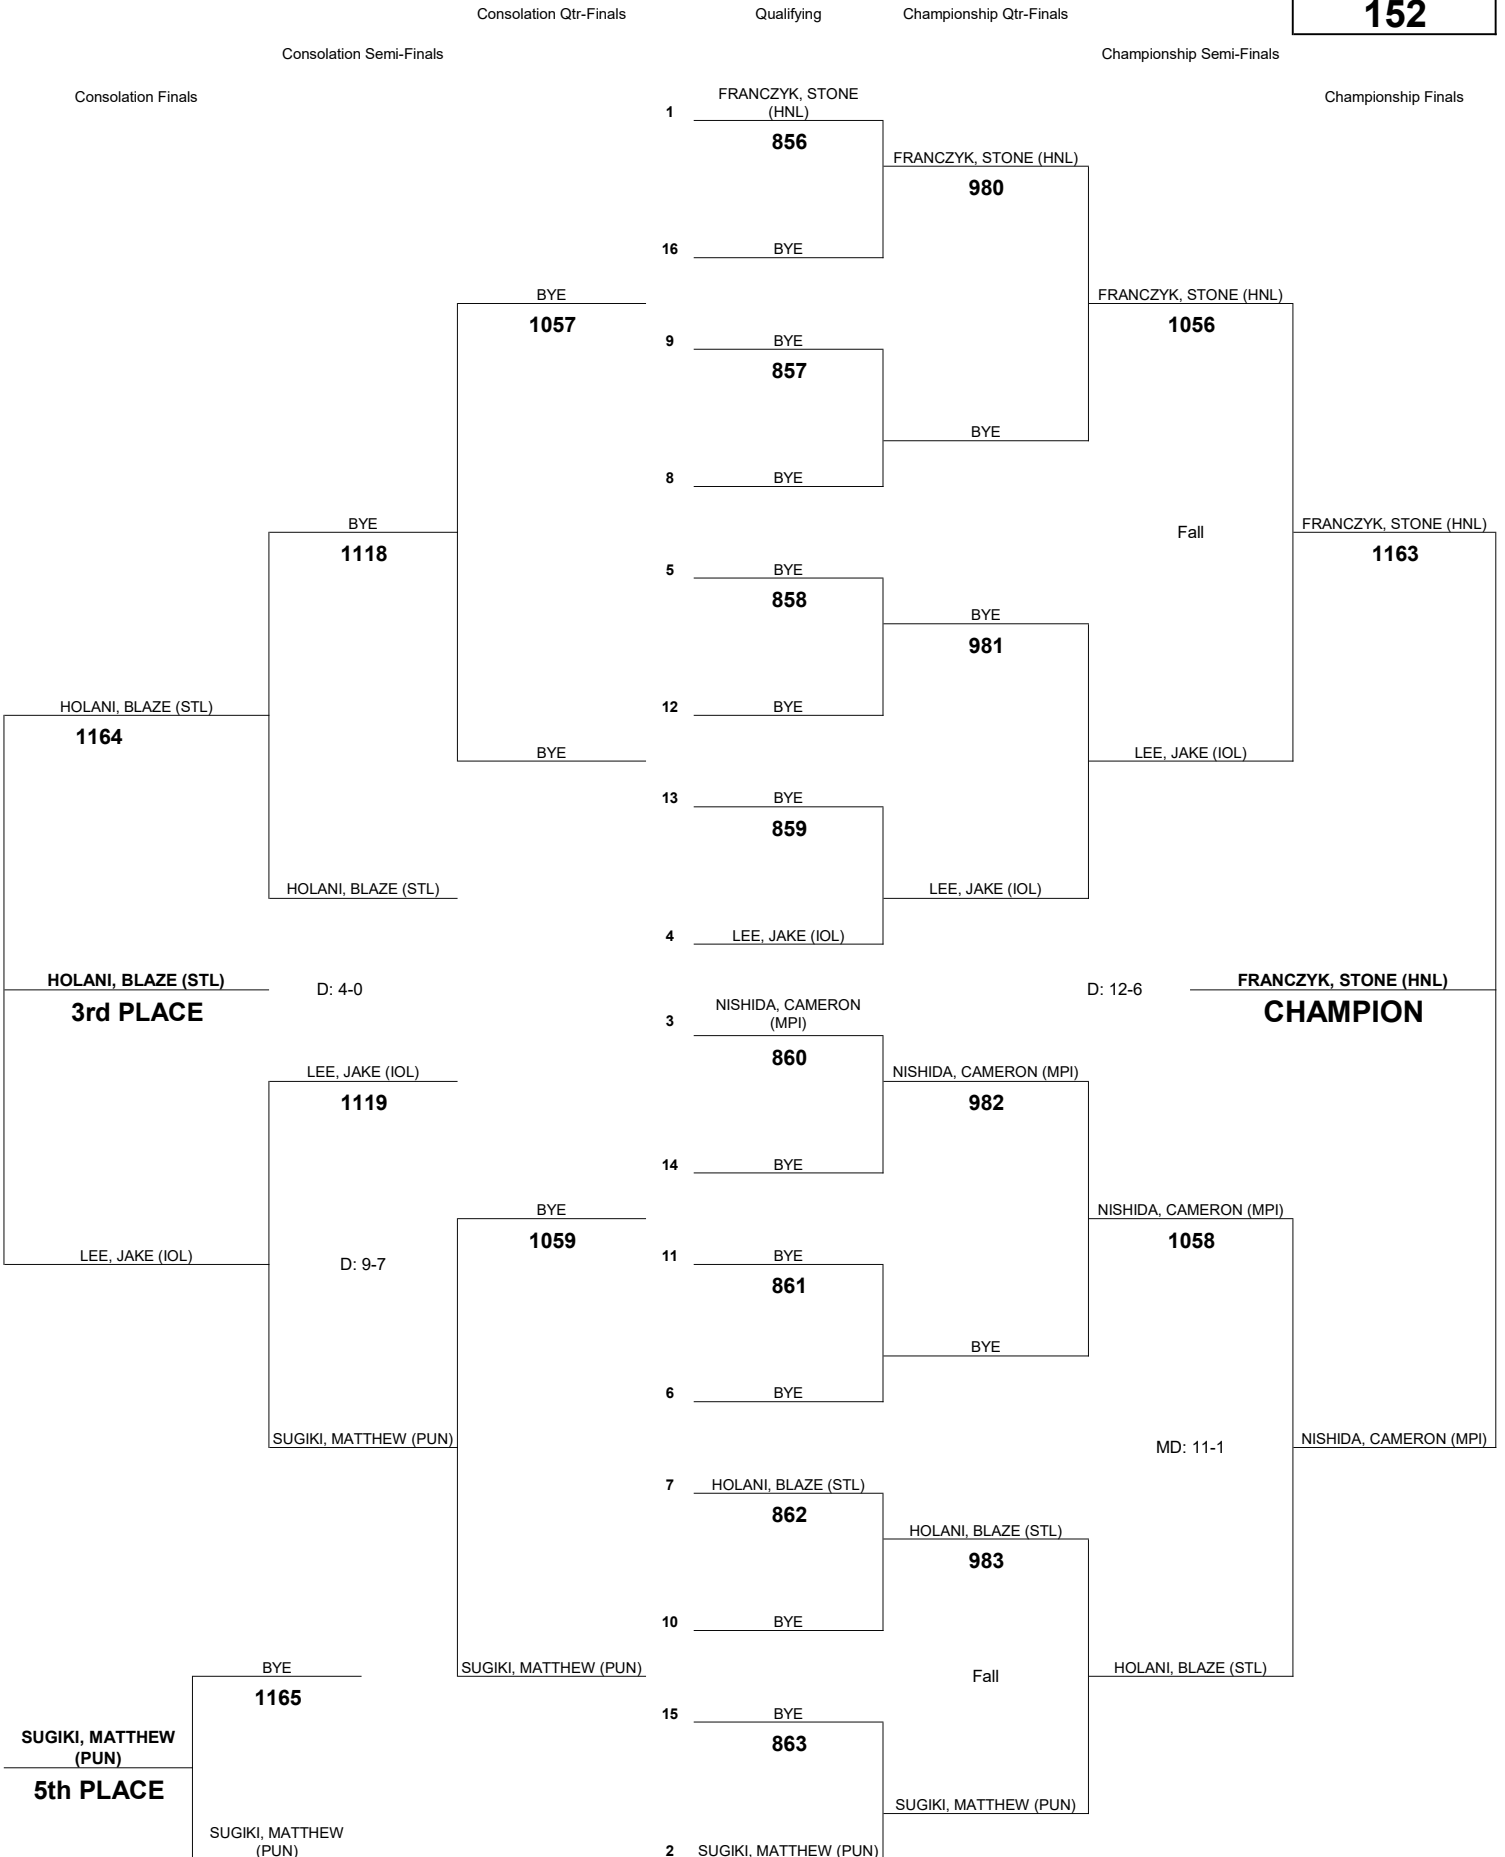 Consolation Qtr-Finals
Qualifying
Championship Qtr-Finals
152
Consolation Semi-Finals
Championship Semi-Finals
Consolation Finals
Championship Finals
FRANCZYK, STONE
(HNL)
1
856
FRANCZYK, STONE (HNL)
980
16
BYE
BYE
1057
FRANCZYK, STONE (HNL)
1056
9
BYE
857
BYE
8
BYE
BYE
1118
Fall
FRANCZYK, STONE (HNL)
1163
5
BYE
858
BYE
981
HOLANI, BLAZE (STL)
1164
12
BYE
BYE
LEE, JAKE (IOL)
13
BYE
859
HOLANI, BLAZE (STL)
LEE, JAKE (IOL)
4
LEE, JAKE (IOL)
HOLANI, BLAZE (STL)
3rd PLACE
D: 4-0
D: 12-6
FRANCZYK, STONE (HNL)
CHAMPION
NISHIDA, CAMERON
(MPI)
3
860
LEE, JAKE (IOL)
1119
NISHIDA, CAMERON (MPI)
982
14
BYE
BYE
1059
NISHIDA, CAMERON (MPI)
1058
LEE, JAKE (IOL)
D: 9-7
11
BYE
861
BYE
6
BYE
SUGIKI, MATTHEW (PUN)
MD: 11-1
NISHIDA, CAMERON (MPI)
7
HOLANI, BLAZE (STL)
862
HOLANI, BLAZE (STL)
983
10
BYE
BYE
1165
SUGIKI, MATTHEW (PUN)
Fall
HOLANI, BLAZE (STL)
15
BYE
863
SUGIKI, MATTHEW
(PUN)
5th PLACE
SUGIKI, MATTHEW (PUN)
SUGIKI, MATTHEW
(PUN)
2
SUGIKI, MATTHEW (PUN)